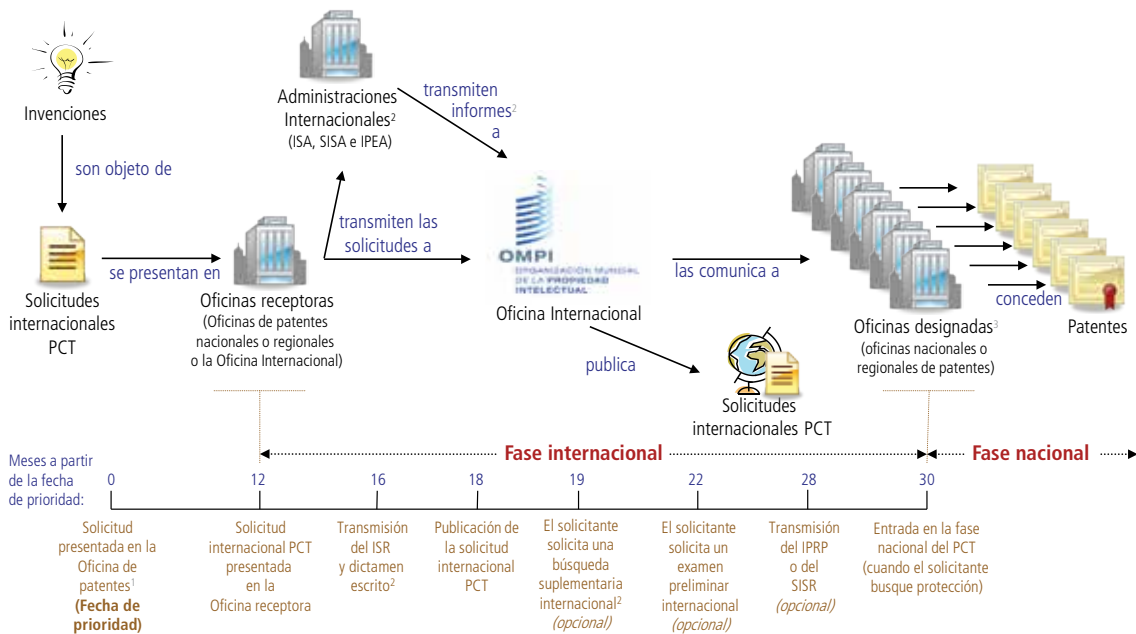 Invenciones
son objeto de
Solicitudes
internacionales
PCT
se presentan en
Oficinas receptoras
(Oficinas de patentes
nacionales o regionales
o la Oficina Internacional)
Administraciones
Internacionales²
(ISA, SISA e IPEA)
transmiten
informes²
a
transmiten las
solicitudes a
OMPI
ORGANIZACIÓN MUNDIAL
DE LA PROPIEDAD
INTELECTUAL
Oficina Internacional
publica
Solicitudes
internacionales PCT
las comunica a
Oficinas designadas³
(oficinas nacionales o
regionales de patentes)
conceden
Patentes
Fase internacional
Fase nacional
Meses a partir
de la fecha
de prioridad:
0
12
16
18
19
22
28
30
Solicitud
presentada en la
Oficina de
patentes¹
(Fecha de
prioridad)
Solicitud
internacional PCT
presentada
en la
Oficina receptora
Transmisión
del ISR
y dictamen
escrito²
Publicación de
la solicitud
internacional
PCT
El solicitante
solicita una
búsqueda
suplementaria
internacional²
(opcional)
El solicitante
solicita un
examen
preliminar
internacional
(opcional)
Transmisión
del IPRP
o del
SISR
(opcional)
Entrada en la fase
nacional del PCT
(cuando el solicitante
busque protección)